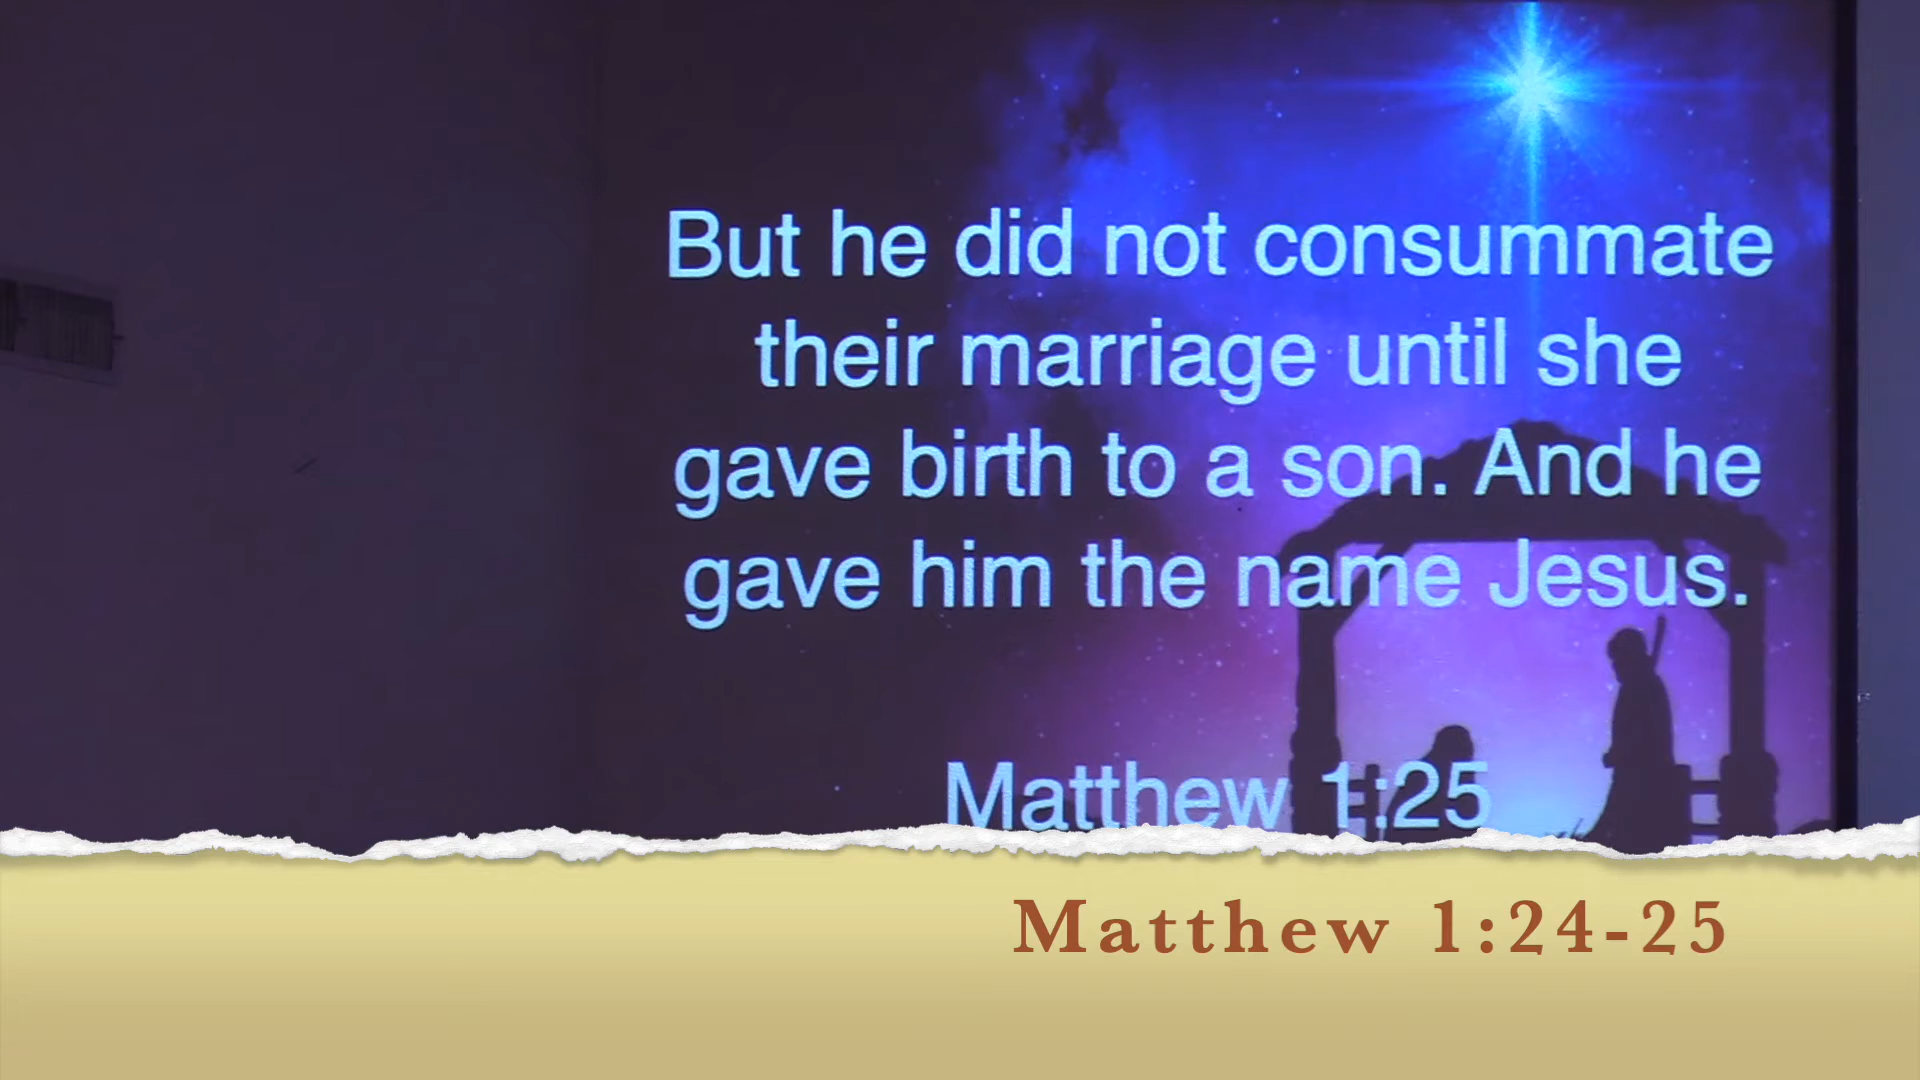 But he did not consummate
their marriage until she
gave birth to a son. And he
gave him the name Jesus.
Matthew 1:25
Matthew 1:24-25